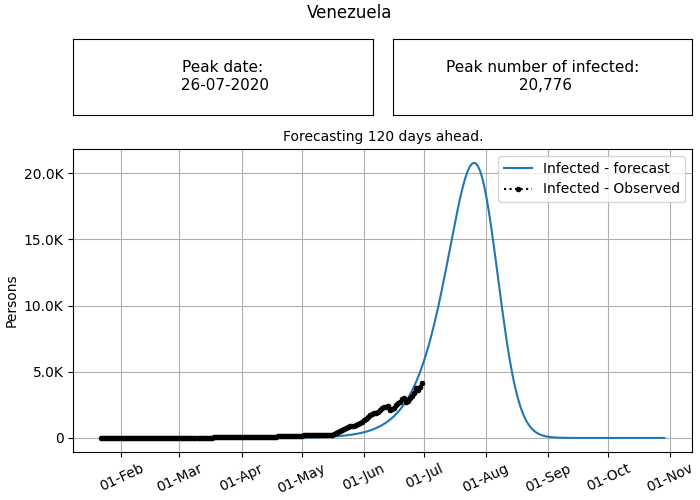 Venezuela
Peak date:
26-07-2020
Peak number of infected:
20,776
Forecasting 120 days ahead.
Infected - forecast
Infected - Observed
20.0K
15.0K
10.0K
5.0K
0
Persons
01-Feb
01-Mar
01-Apr
01-May
01-Jun
01-Jul
01-Aug
01-Sep
01-Oct
01-Nov